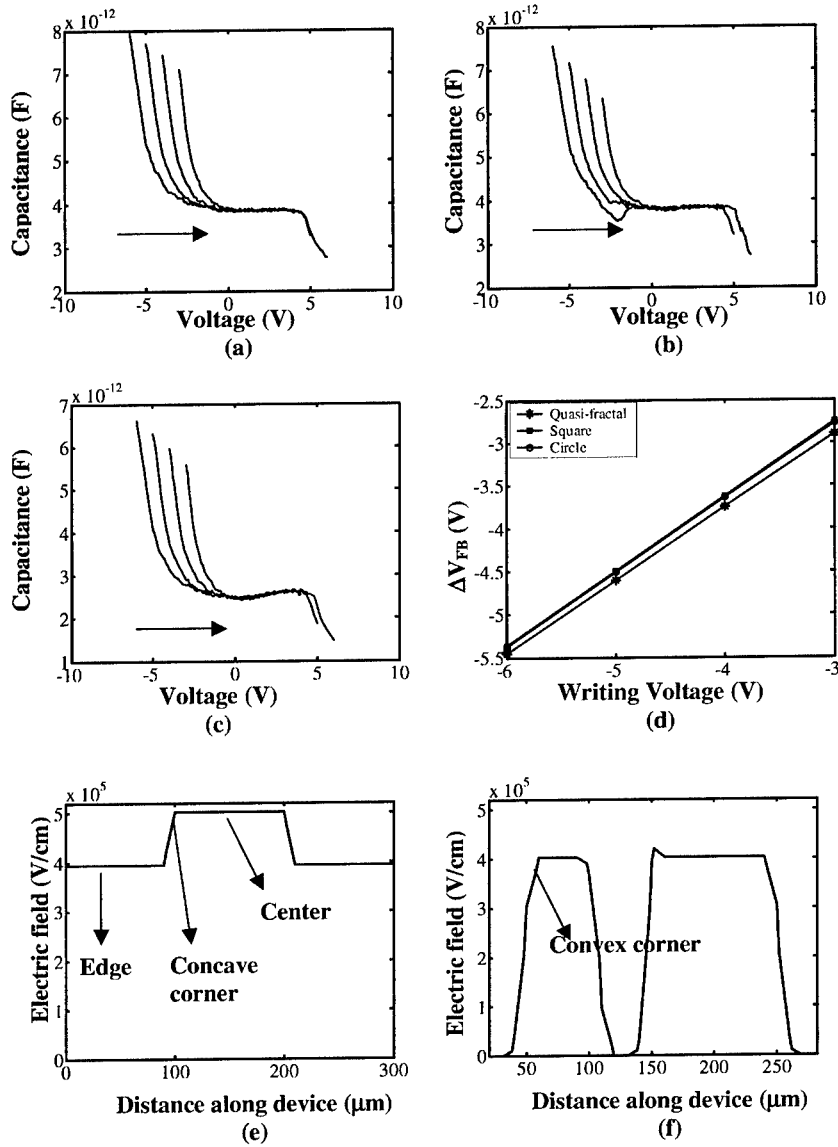 x 10⁻¹²
8
7
6
5
4
3
2
Capacitance (F)
-10 -5 0 5 10
Voltage (V)
(a)
x 10⁻¹²
8
7
6
5
4
3
2
Capacitance (F)
-10 -5 0 5 10
Voltage (V)
(b)
x 10⁻¹²
7
6
5
4
3
2
1
Capacitance (F)
-10 -5 0 5 10
Voltage (V)
(c)
-2.5
-3
-3.5
-4
-4.5
-5
-5.5
ΔV_FB (V)
Quasi-fractal
Square
Circle
-6 -5 -4 -3
Writing Voltage (V)
(d)
x 10⁵
5
4
3
2
1
0
Electric field (V/cm)
Edge
Concave
corner
Center
0 100 200 300
Distance along device (μm)
(e)
x 10⁵
5
4
3
2
1
0
Electric field (V/cm)
Convex corner
50 100 150 200 250
Distance along device (μm)
(f)